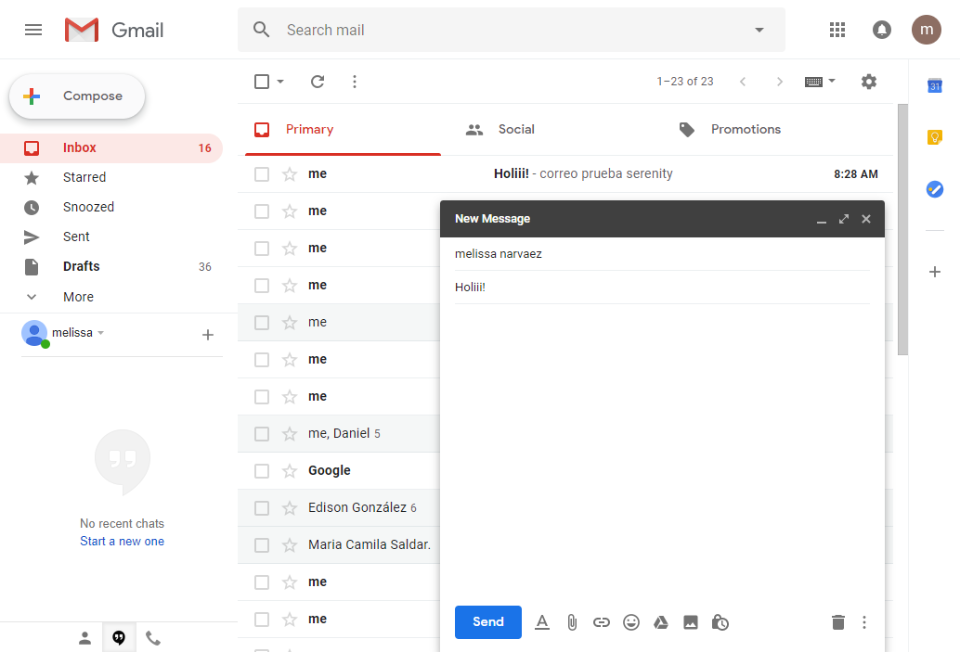 Gmail
Search mail
m
Compose
1–23 of 23
31
Inbox 16
Primary
Social
Promotions
Starred
Snoozed
Sent
Drafts 36
More
melissa
No recent chats
Start a new one
me Holiii! - correo prueba serenity 8:28 AM
me
me
me
me
me
me
me, Daniel 5
Google
Edison González 6
Maria Camila Saldar.
me
me
New Message
melissa narvaez
Holiii!
Send